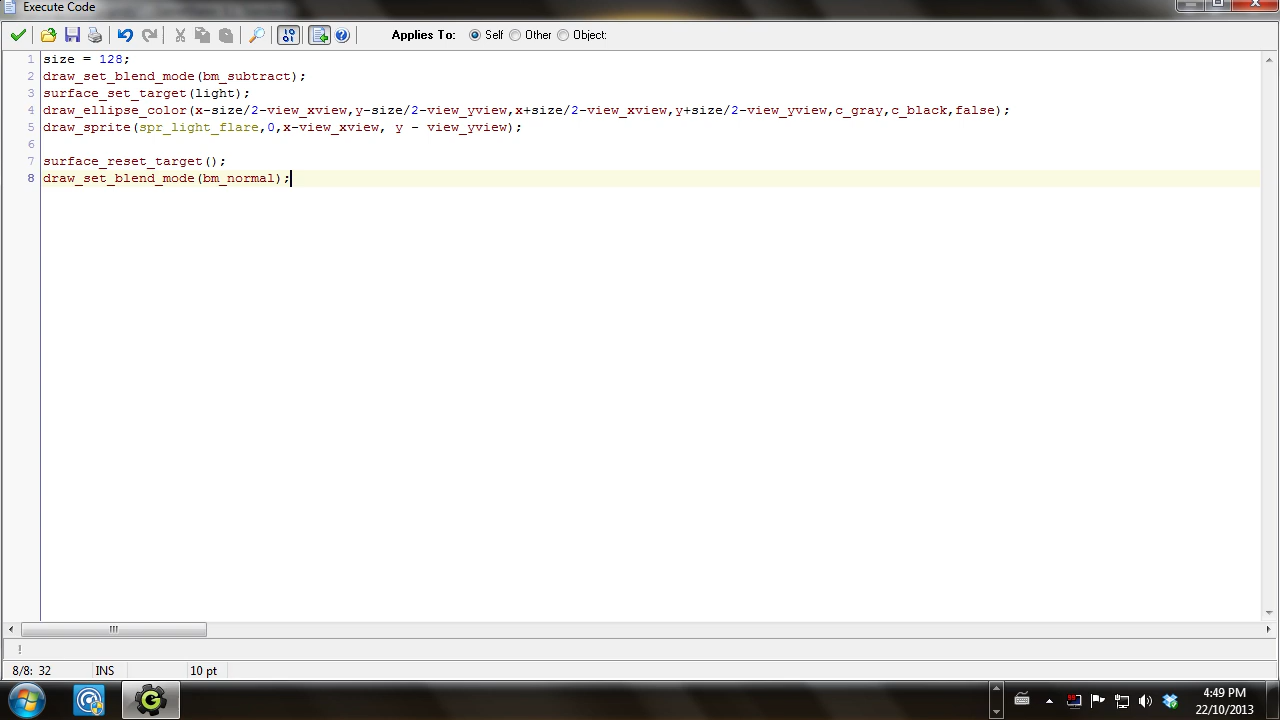 Execute Code
Applies To: Self Other Object:
1 size = 128;
2 draw_set_blend_mode(bm_subtract);
3 surface_set_target(light);
4 draw_ellipse_color(x-size/2-view_xview,y-size/2-view_yview,x+size/2-view_xview,y+size/2-view_yview,c_gray,c_black,false);
5 draw_sprite(spr_light_flare,0,x-view_xview, y - view_yview);
6
7 surface_reset_target();
8 draw_set_blend_mode(bm_normal);
8/8: 32 INS 10 pt
4:49 PM
22/10/2013